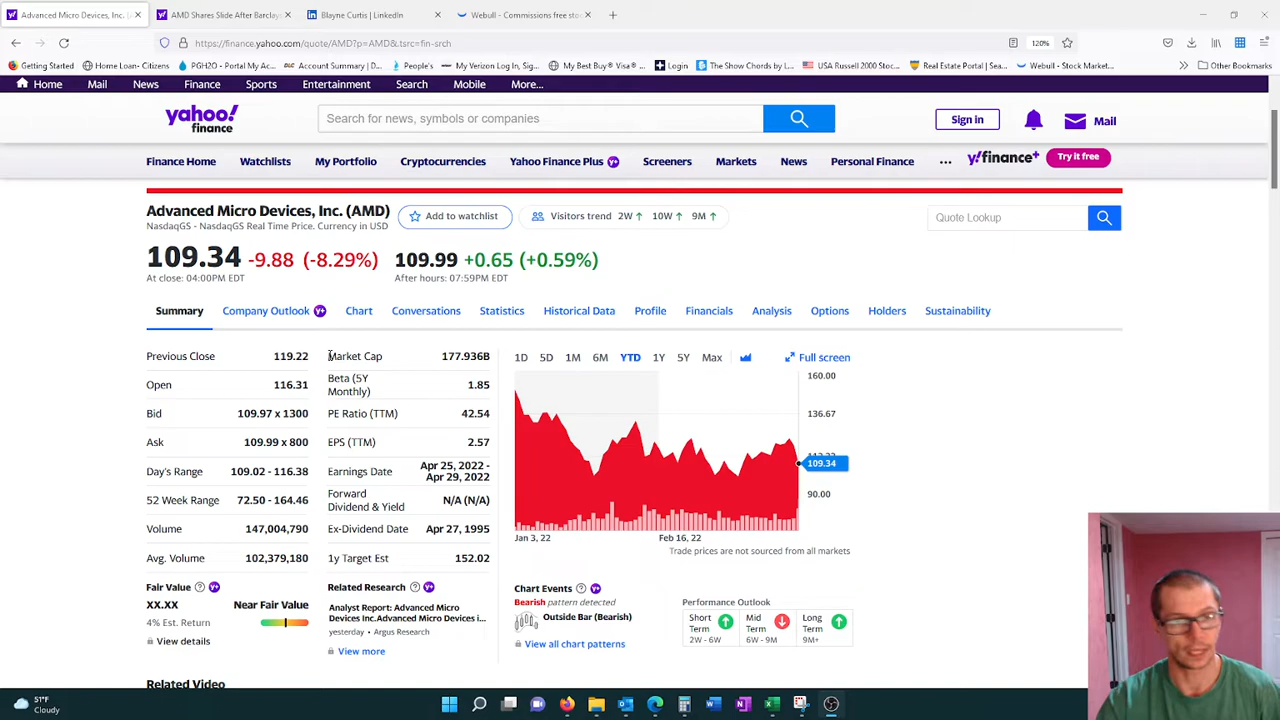 Advanced Micro Devices, Inc. (
AMD Shares Slide After Barclay
Blayne Curtis | LinkedIn
Webull - Commissions free sto
https://finance.yahoo.com/quote/AMD?p=AMD&.tsrc=fin-srch
120%
Getting Started
Home Loan- Citizens
PGH2O - Portal My Ac...
Account Summary | D...
People's
My Verizon Log In, Sig...
My Best Buy® Visa® ...
Login
The Show Chords by L...
USA Russell 2000 Stoc...
Real Estate Portal | Sea...
Webull - Stock Market...
Other Bookmarks
Home
Mail
News
Finance
Sports
Entertainment
Search
Mobile
More...
yahoo!
finance
Search for news, symbols or companies
Sign in
Mail
Finance Home
Watchlists
My Portfolio
Cryptocurrencies
Yahoo Finance Plus
Y+
Screeners
Markets
News
Personal Finance
...
y!finance+
Try it free
Advanced Micro Devices, Inc. (AMD)
NasdaqGS - NasdaqGS Real Time Price. Currency in USD
Add to watchlist
Visitors trend 2W↑ 10W↑ 9M↑
Quote Lookup
109.34 -9.88 (-8.29%)
At close: 04:00PM EDT
109.99 +0.65 (+0.59%)
After hours: 07:59PM EDT
Summary
Company Outlook
Y+
Chart
Conversations
Statistics
Historical Data
Profile
Financials
Analysis
Options
Holders
Sustainability
Previous Close 119.22
Open 116.31
Bid 109.97 x 1300
Ask 109.99 x 800
Day's Range 109.02 - 116.38
52 Week Range 72.50 - 164.46
Volume 147,004,790
Avg. Volume 102,379,180
Fair Value
XX.XX Near Fair Value
4% Est. Return
View details
Market Cap 177.936B
Beta (5Y
Monthly) 1.85
PE Ratio (TTM) 42.54
EPS (TTM) 2.57
Earnings Date Apr 25, 2022 -
Apr 29, 2022
Forward
Dividend & Yield N/A (N/A)
Ex-Dividend Date Apr 27, 1995
1y Target Est 152.02
Related Research
Analyst Report: Advanced Micro
Devices Inc.Advanced Micro Devices i...
yesterday • Argus Research
View more
1D 5D 1M 6M YTD 1Y 5Y Max
Full screen
160.00
136.67
109.34
90.00
Jan 3, 22
Feb 16, 22
Trade prices are not sourced from all markets
Chart Events
Bearish pattern detected
Outside Bar (Bearish)
View all chart patterns
Performance Outlook
Short
Term
2W - 6W
Mid
Term
6W - 9M
Long
Term
9M+
Related Video
51°F
Cloudy